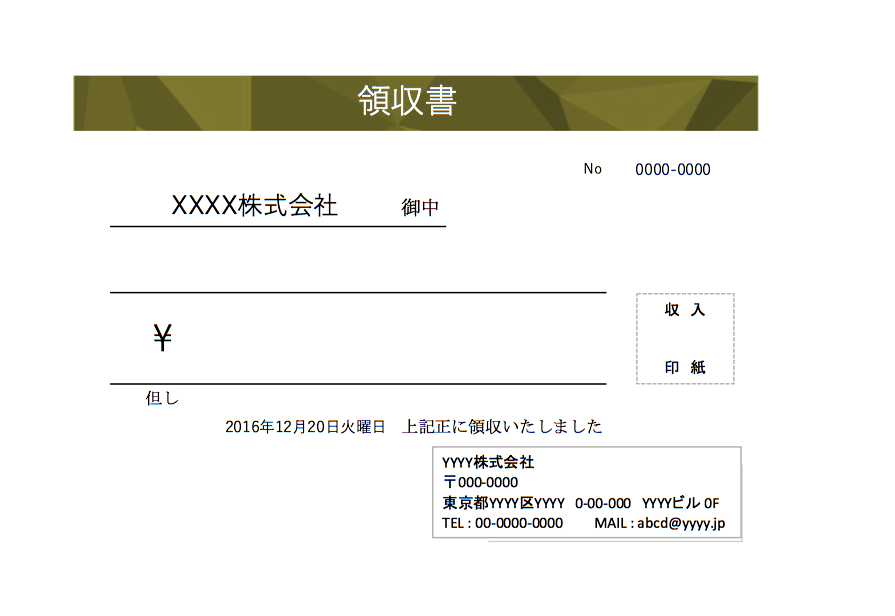 領収書
No 0000-0000
XXXX株式会社 御中
収 入
¥
印 紙
但し
2016年12月20日火曜日 上記正に領収いたしました
YYYY株式会社
〒000-0000
東京都YYYY区YYYY 0-00-000 YYYYビル 0F
TEL : 00-0000-0000 MAIL : abcd@yyyy.jp